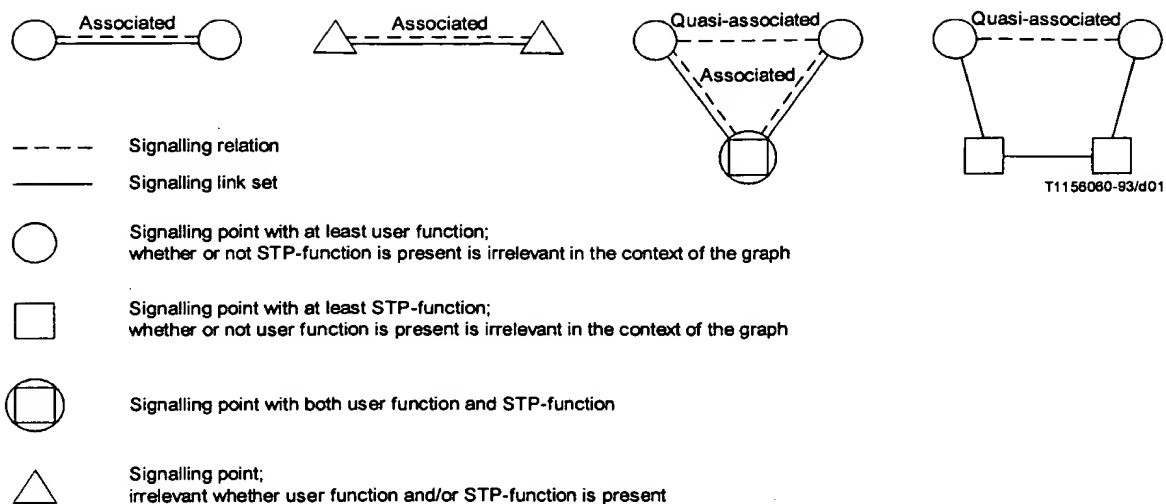 Associated
Associated
Quasi-associated
Associated
Quasi-associated
T1156060-93/d01
Signalling relation
Signalling link set
Signalling point with at least user function;
whether or not STP-function is present is irrelevant in the context of the graph
Signalling point with at least STP-function;
whether or not user function is present is irrelevant in the context of the graph
Signalling point with both user function and STP-function
Signalling point;
irrelevant whether user function and/or STP-function is present